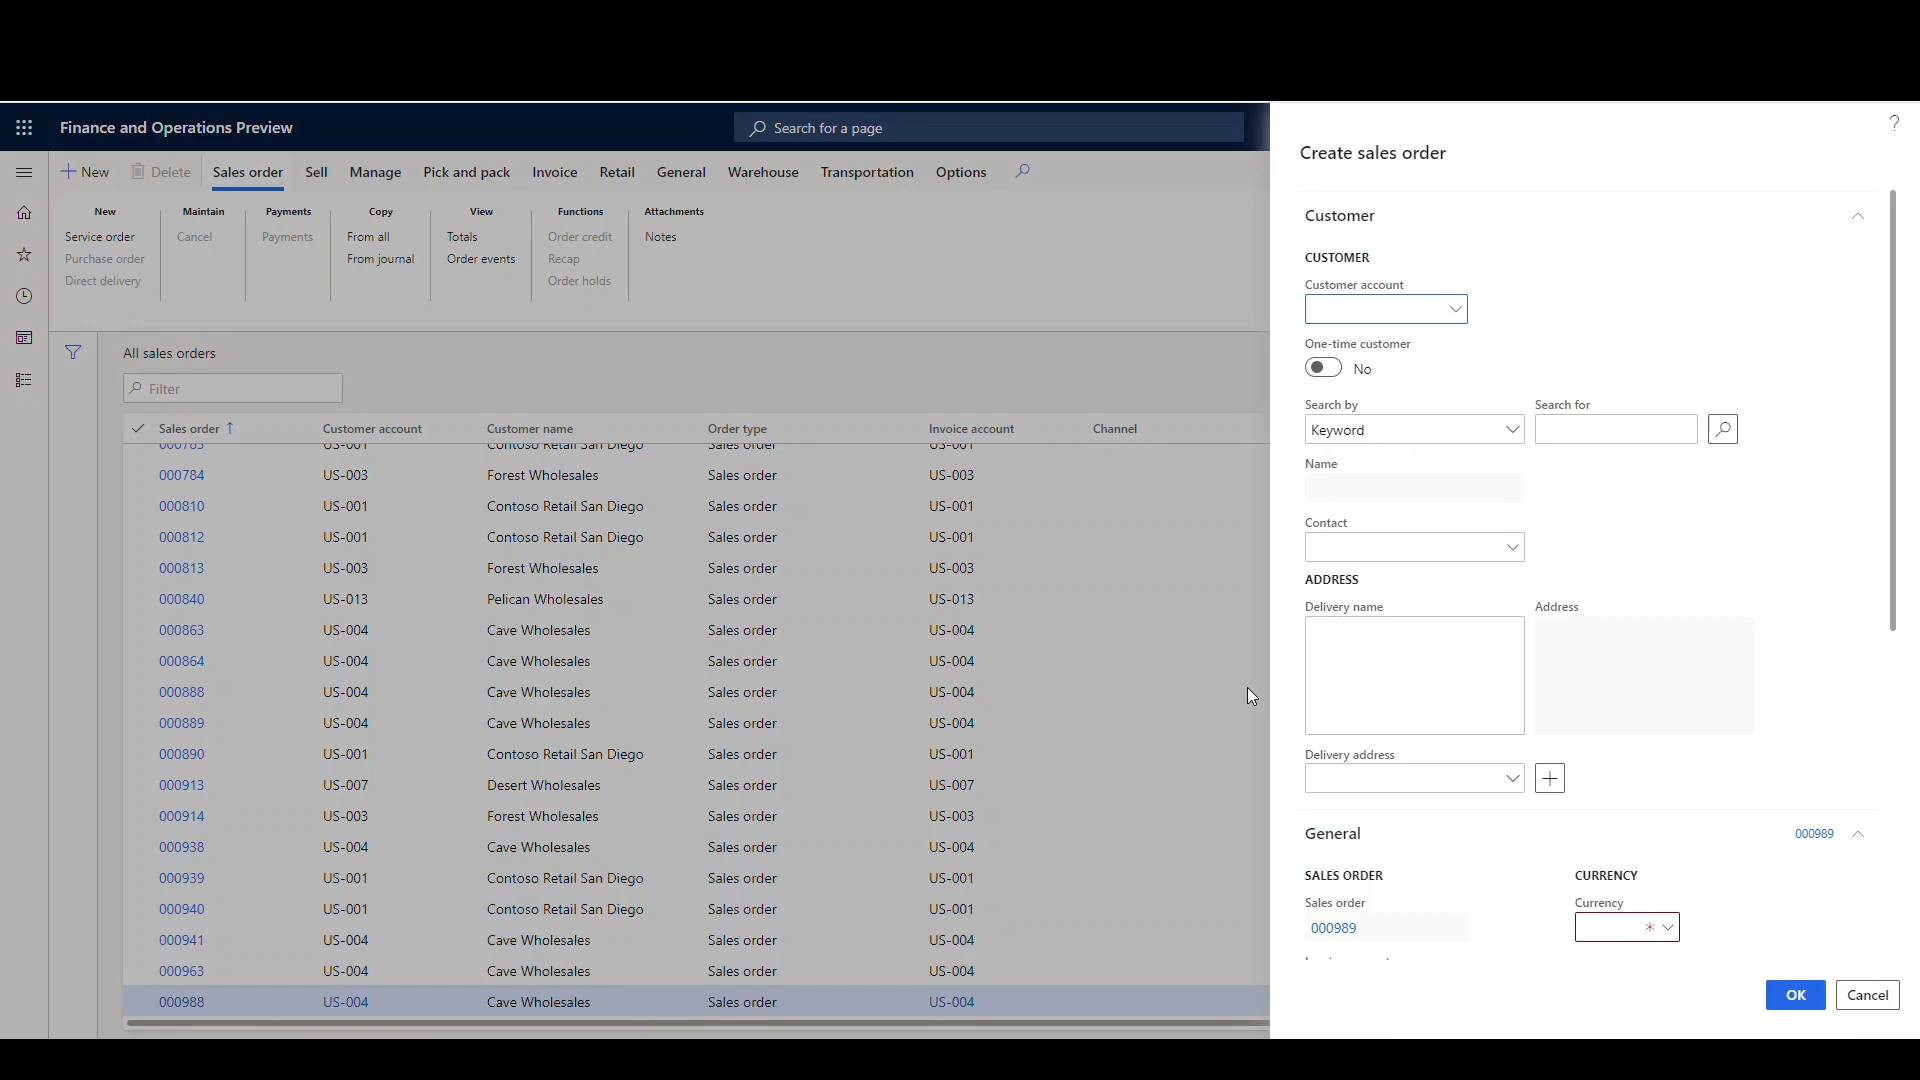 Finance and Operations Preview
Search for a page
New
Delete
Sales order
Sell
Manage
Pick and pack
Invoice
Retail
General
Warehouse
Transportation
Options
New
Service order
Purchase order
Direct delivery
Maintain
Cancel
Payments
Payments
Copy
From all
From journal
View
Totals
Order events
Functions
Order credit
Recap
Order holds
Attachments
Notes
All sales orders
Filter
Sales order ↑ Customer account Customer name Order type Invoice account Channel
000783 US-001 Contoso Retail San Diego Sales order US-001
000784 US-003 Forest Wholesales Sales order US-003
000810 US-001 Contoso Retail San Diego Sales order US-001
000812 US-001 Contoso Retail San Diego Sales order US-001
000813 US-003 Forest Wholesales Sales order US-003
000840 US-013 Pelican Wholesales Sales order US-013
000863 US-004 Cave Wholesales Sales order US-004
000864 US-004 Cave Wholesales Sales order US-004
000888 US-004 Cave Wholesales Sales order US-004
000889 US-004 Cave Wholesales Sales order US-004
000890 US-001 Contoso Retail San Diego Sales order US-001
000913 US-007 Desert Wholesales Sales order US-007
000914 US-003 Forest Wholesales Sales order US-003
000938 US-004 Cave Wholesales Sales order US-004
000939 US-001 Contoso Retail San Diego Sales order US-001
000940 US-001 Contoso Retail San Diego Sales order US-001
000941 US-004 Cave Wholesales Sales order US-004
000963 US-004 Cave Wholesales Sales order US-004
000988 US-004 Cave Wholesales Sales order US-004
?
Create sales order
Customer
CUSTOMER
Customer account
One-time customer
No
Search by Search for
Keyword
Name
Contact
ADDRESS
Delivery name Address
Delivery address
General 000989
SALES ORDER CURRENCY
Sales order Currency
000989 *
OK Cancel